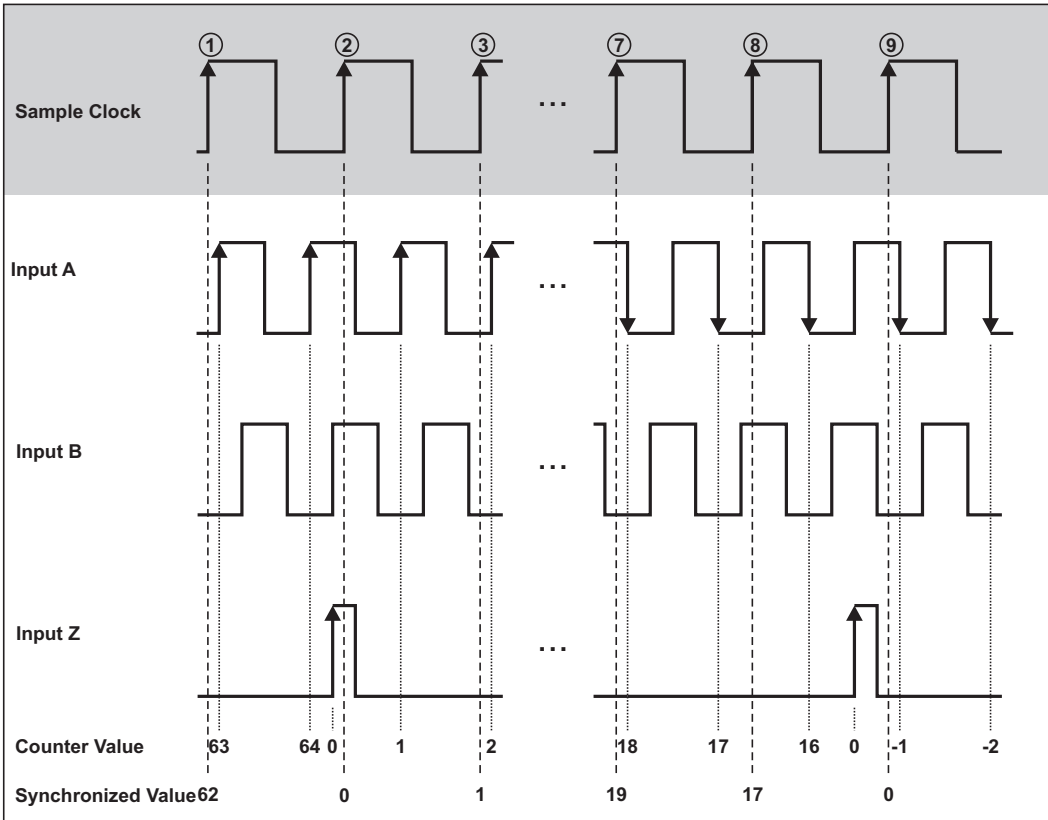 ① ② ③ ⑦ ⑧ ⑨
Sample Clock
...
Input A
...
Input B
...
Input Z
...
Counter Value 63 64 0 1 2 18 17 16 0 -1 -2
Synchronized Value 62 0 1 19 17 0